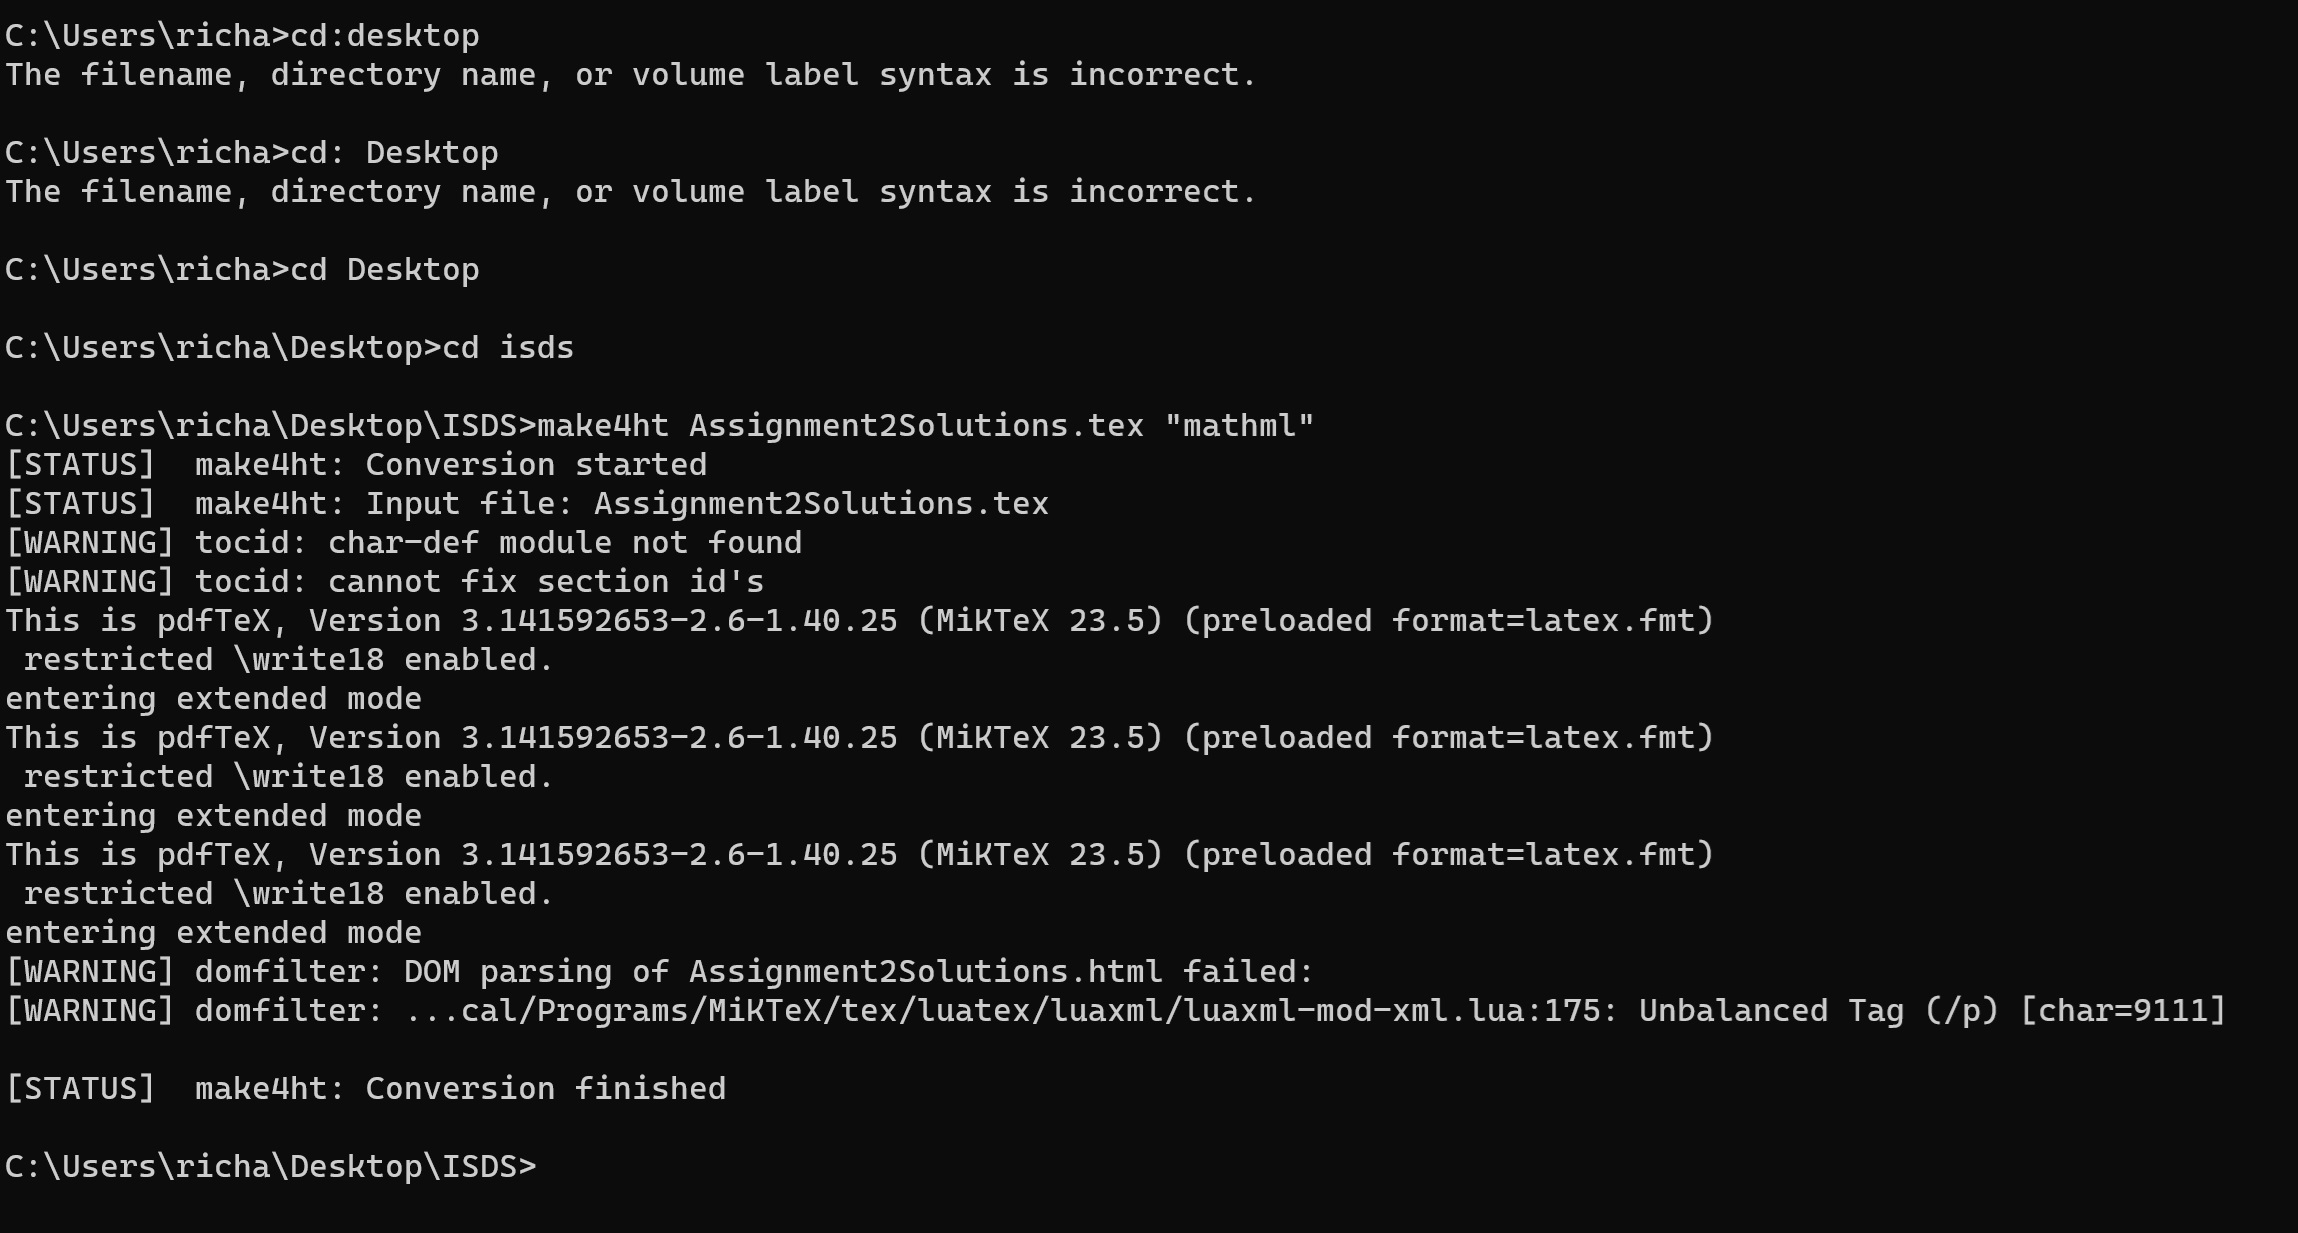 C:\Users\richa>cd:desktop
The filename, directory name, or volume label syntax is incorrect.
C:\Users\richa>cd: Desktop
The filename, directory name, or volume label syntax is incorrect.
C:\Users\richa>cd Desktop
C:\Users\richa\Desktop>cd isds
C:\Users\richa\Desktop\ISDS>make4ht Assignment2Solutions.tex "mathml"
[STATUS]  make4ht: Conversion started
[STATUS]  make4ht: Input file: Assignment2Solutions.tex
[WARNING] tocid: char-def module not found
[WARNING] tocid: cannot fix section id's
This is pdfTeX, Version 3.141592653-2.6-1.40.25 (MiKTeX 23.5) (preloaded format=latex.fmt)
 restricted \write18 enabled.
entering extended mode
This is pdfTeX, Version 3.141592653-2.6-1.40.25 (MiKTeX 23.5) (preloaded format=latex.fmt)
 restricted \write18 enabled.
entering extended mode
This is pdfTeX, Version 3.141592653-2.6-1.40.25 (MiKTeX 23.5) (preloaded format=latex.fmt)
 restricted \write18 enabled.
entering extended mode
[WARNING] domfilter: DOM parsing of Assignment2Solutions.html failed:
[WARNING] domfilter: ...cal/Programs/MiKTeX/tex/luatex/luaxml/luaxml-mod-xml.lua:175: Unbalanced Tag (/p) [char=9111]
[STATUS]  make4ht: Conversion finished
C:\Users\richa\Desktop\ISDS>